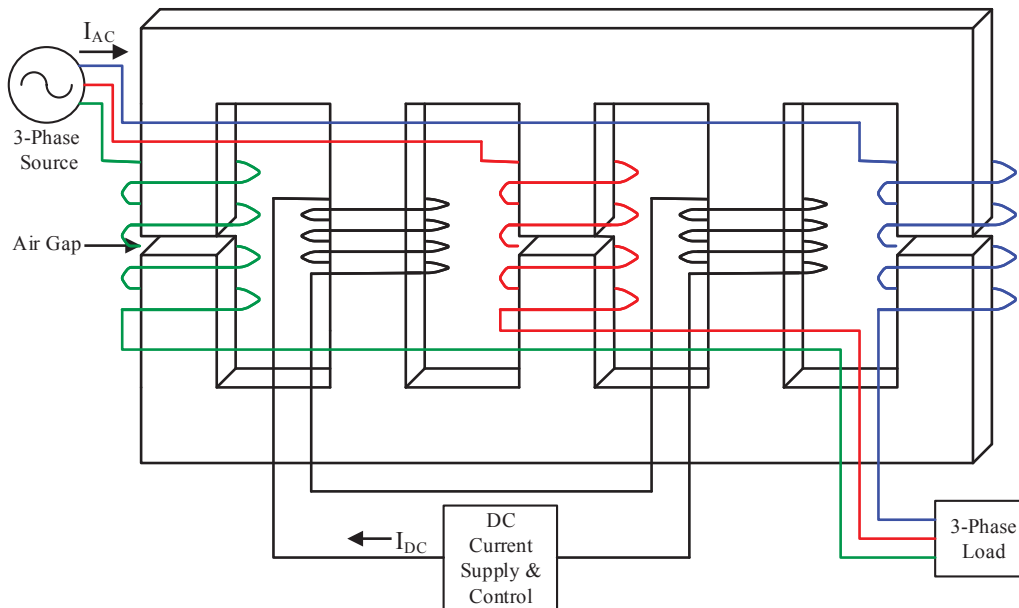 I_AC
3-Phase
Source
Air Gap
I_DC
DC
Current
Supply &
Control
3-Phase
Load